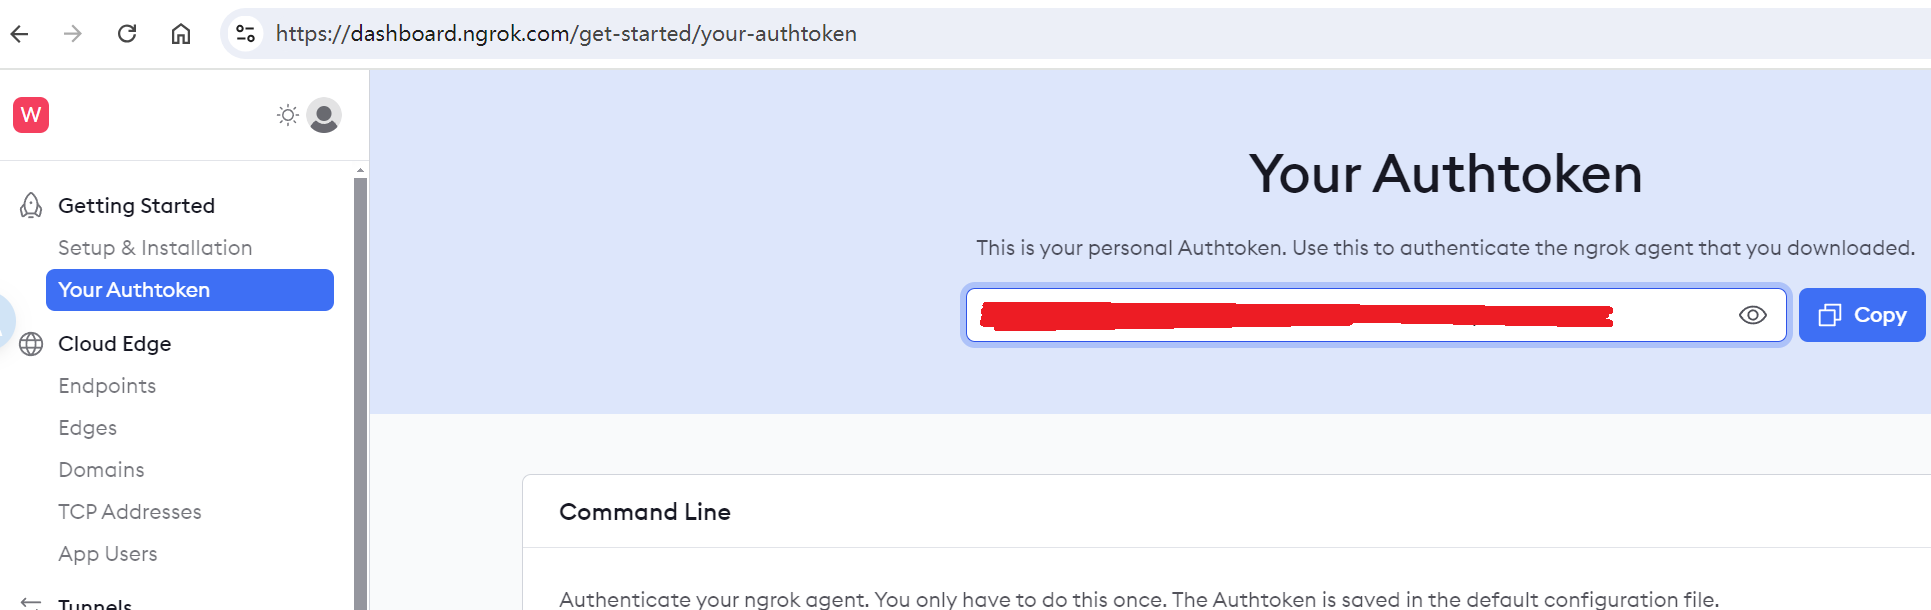 https://dashboard.ngrok.com/get-started/your-authtoken
W
Getting Started
Setup & Installation
Your Authtoken
Cloud Edge
Endpoints
Edges
Domains
TCP Addresses
App Users
Tunnels
Your Authtoken
This is your personal Authtoken. Use this to authenticate the ngrok agent that you downloaded.
Copy
Command Line
Authenticate your ngrok agent. You only have to do this once. The Authtoken is saved in the default configuration file.